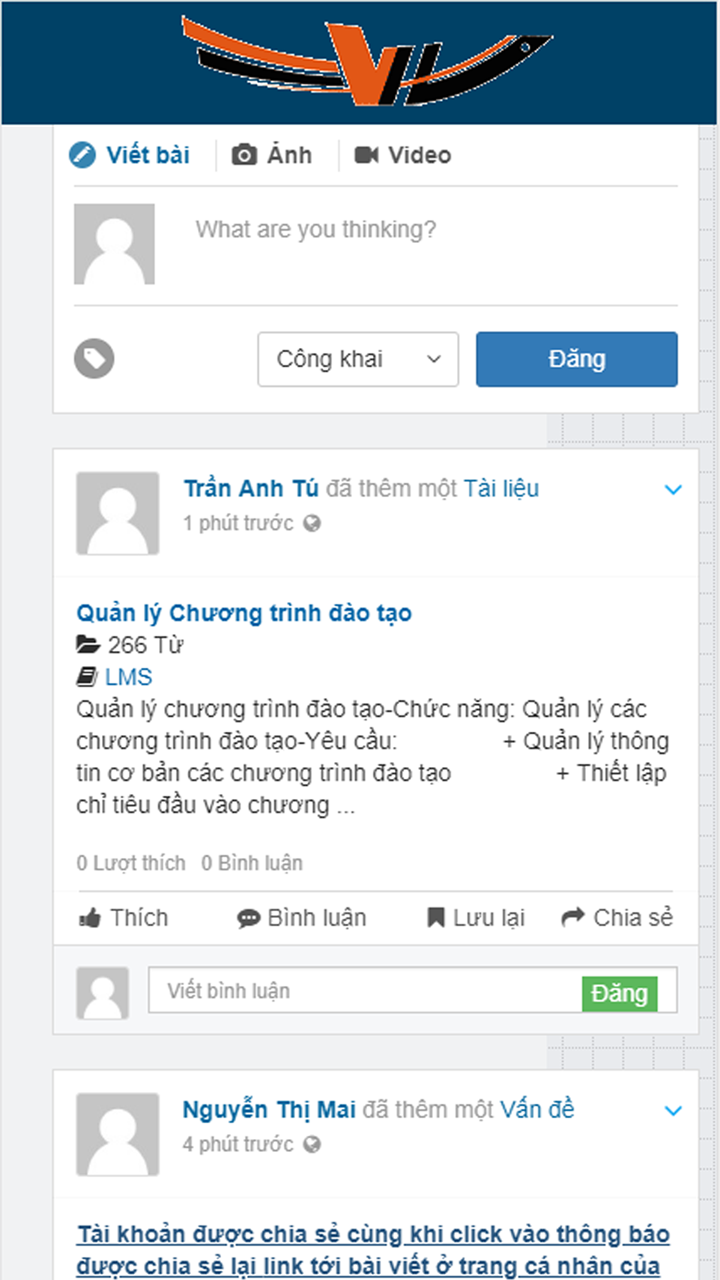 Viết bài Ảnh Video
What are you thinking?
Công khai Đăng
Trần Anh Tú đã thêm một Tài liệu
1 phút trước
Quản lý Chương trình đào tạo
266 Từ
LMS
Quản lý chương trình đào tạo-Chức năng: Quản lý các
chương trình đào tạo-Yêu cầu: + Quản lý thông
tin cơ bản các chương trình đào tạo + Thiết lập
chỉ tiêu đầu vào chương ...
0 Lượt thích 0 Bình luận
Thích Bình luận Lưu lại Chia sẻ
Viết bình luận Đăng
Nguyễn Thị Mai đã thêm một Vấn đề
4 phút trước
Tài khoản được chia sẻ cùng khi click vào thông báo
được chia sẻ lại link tới bài viết ở trang cá nhân của